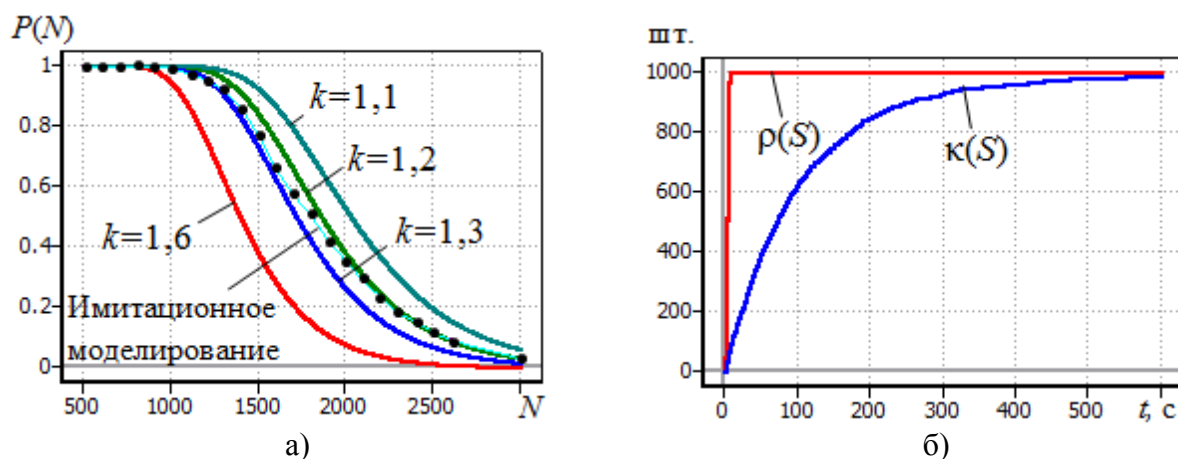 P(N)
1
0.8
0.6
0.4
0.2
0
k=1,1
k=1,2
k=1,3
k=1,6
Имитационное
моделирование
500 1000 1500 2000 2500 N
а)
шт.
1000
800
600
400
200
0
ρ(S)
κ(S)
0 100 200 300 400 500 t, с
б)